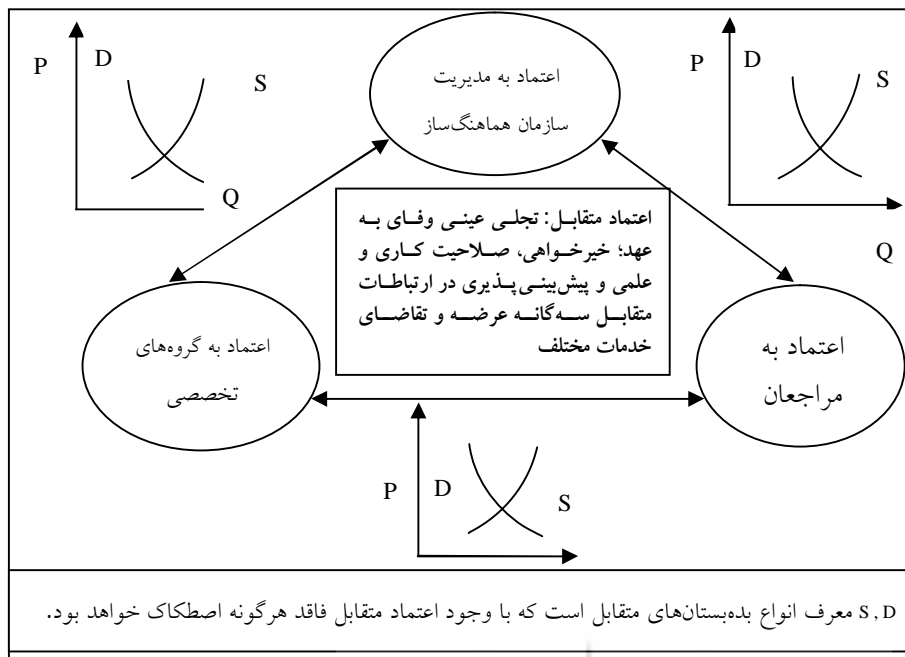 P
D
S
Q
اعتماد به مدیریت
سازمان هماهنگ‌ساز
P
D
S
Q
اعتماد متقابل: تجلی عینی وفای به
عهد؛ خیرخواهی، صلاحیت کاری و
علمی و پیش‌بینی‌پذیری در ارتباطات
متقابل سه‌گانه عرضه و تقاضای
خدمات مختلف
اعتماد به گروه‌های
تخصصی
اعتماد به
مراجعان
P
D
S
S, D معرف انواع بده‌بستان‌های متقابل است که با وجود اعتماد متقابل فاقد هرگونه اصطکاک خواهد بود.